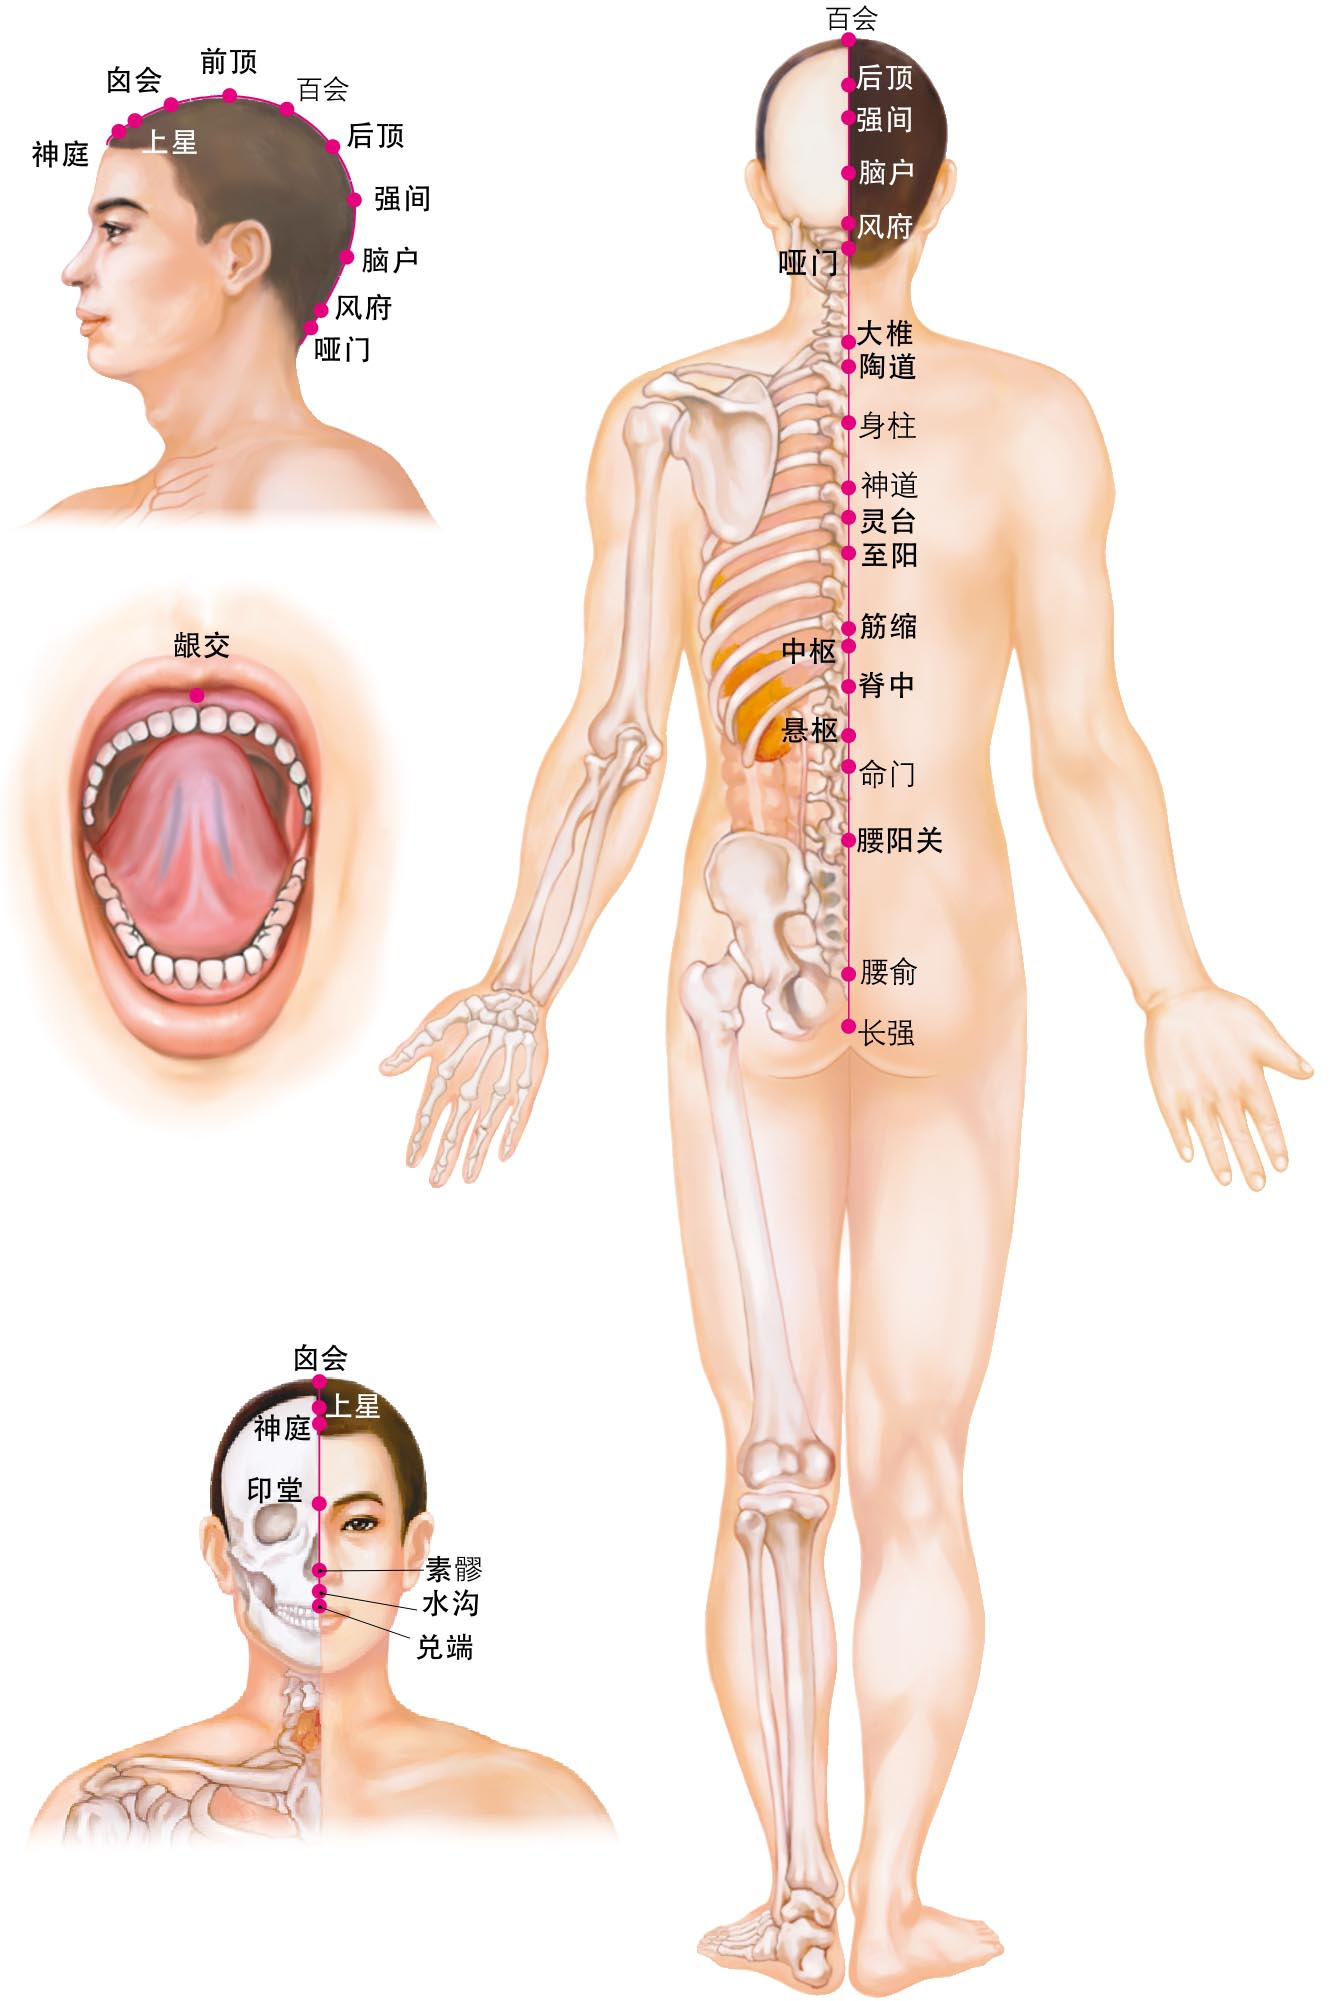 前顶
囟会
百会
上星
后顶
神庭
强间
脑户
风府
哑门
龈交
囟会
上星
神庭
印堂
素髎
水沟
兑端
百会
后顶
强间
脑户
风府
哑门
大椎
陶道
身柱
神道
灵台
至阳
筋缩
中枢
脊中
悬枢
命门
腰阳关
腰俞
长强